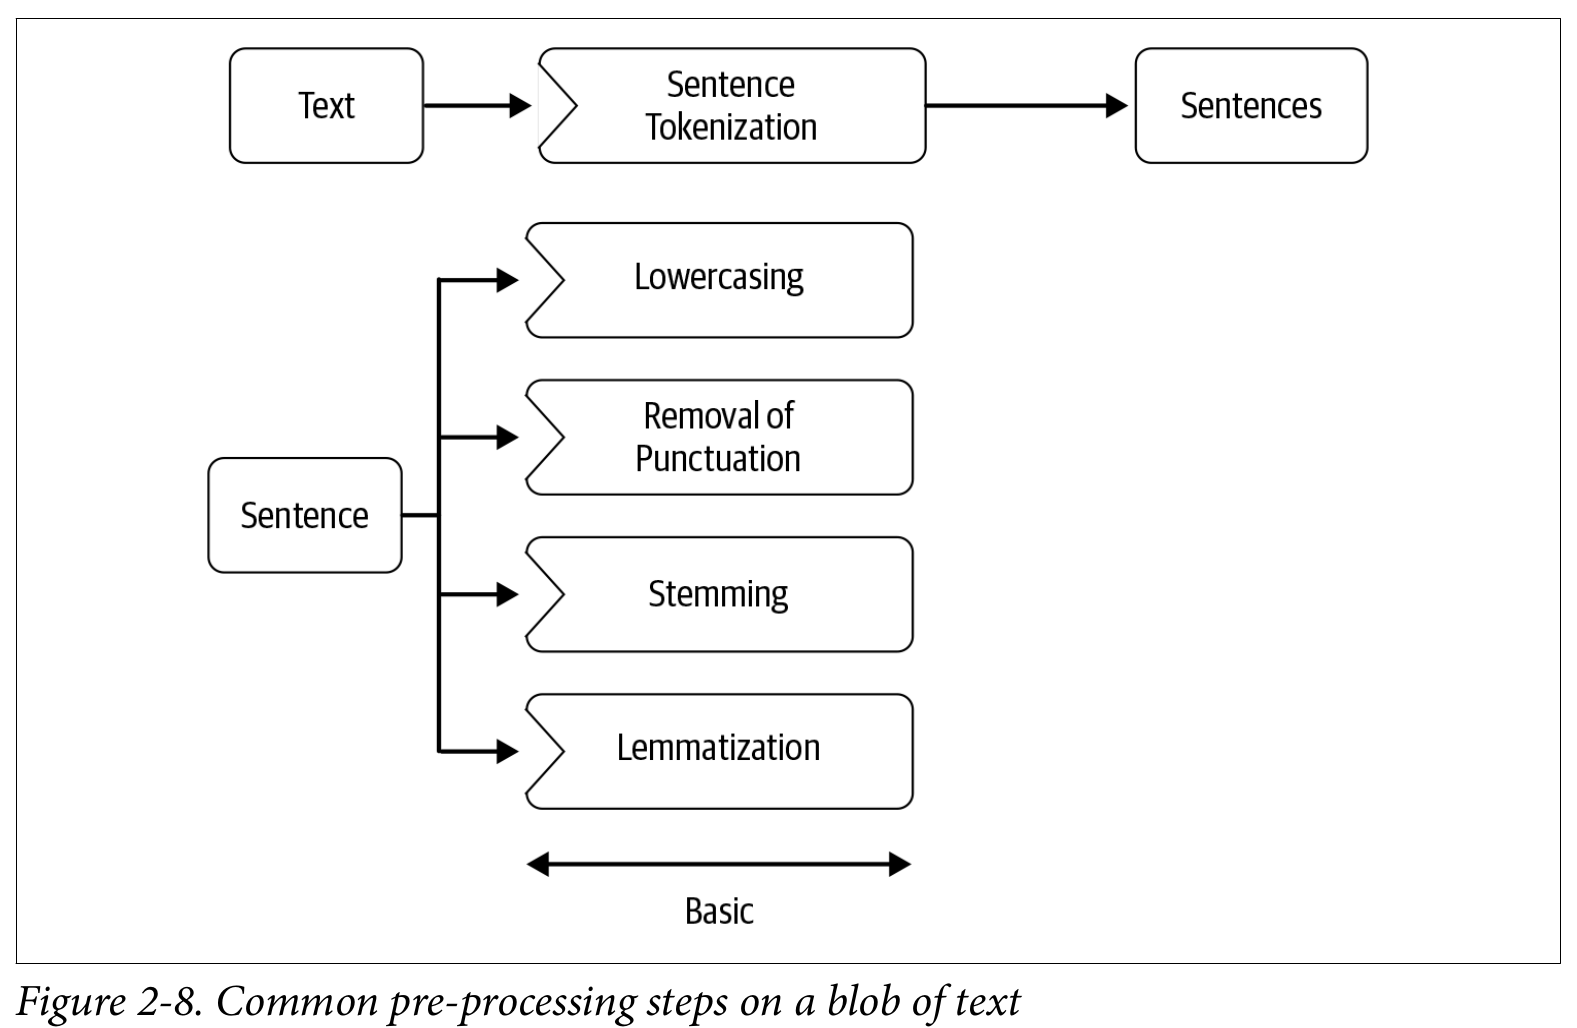 Text
Sentence
Tokenization
Sentences
Lowercasing
Removal of
Punctuation
Sentence
Stemming
Lemmatization
Basic
Figure 2-8. Common pre-processing steps on a blob of text